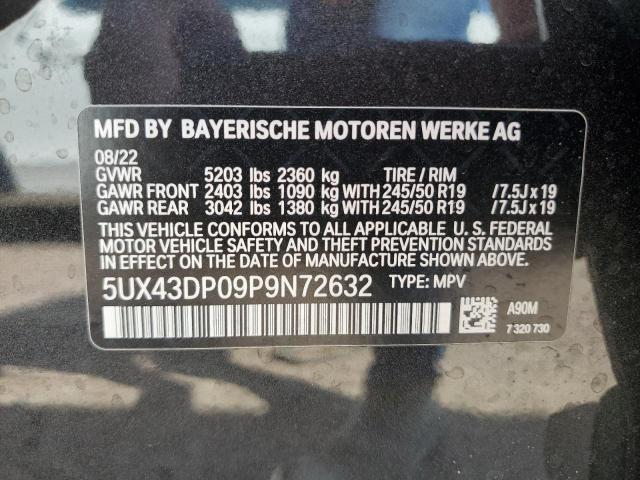 MFD BY BAYERISCHE MOTOREN WERKE AG
08/22
GVWR 5203 lbs 2360 kg TIRE / RIM
GAWR FRONT 2403 lbs 1090 kg WITH 245/50 R19 /7.5J x 19
GAWR REAR 3042 lbs 1380 kg WITH 245/50 R19 /7.5J x 19
THIS VEHICLE CONFORMS TO ALL APPLICABLE U. S. FEDERAL
MOTOR VEHICLE SAFETY AND THEFT PREVENTION STANDARDS
IN EFFECT ON THE DATE OF MANUFACTURE SHOWN ABOVE.
5UX43DP09P9N72632 TYPE: MPV
A90M
7 320 730